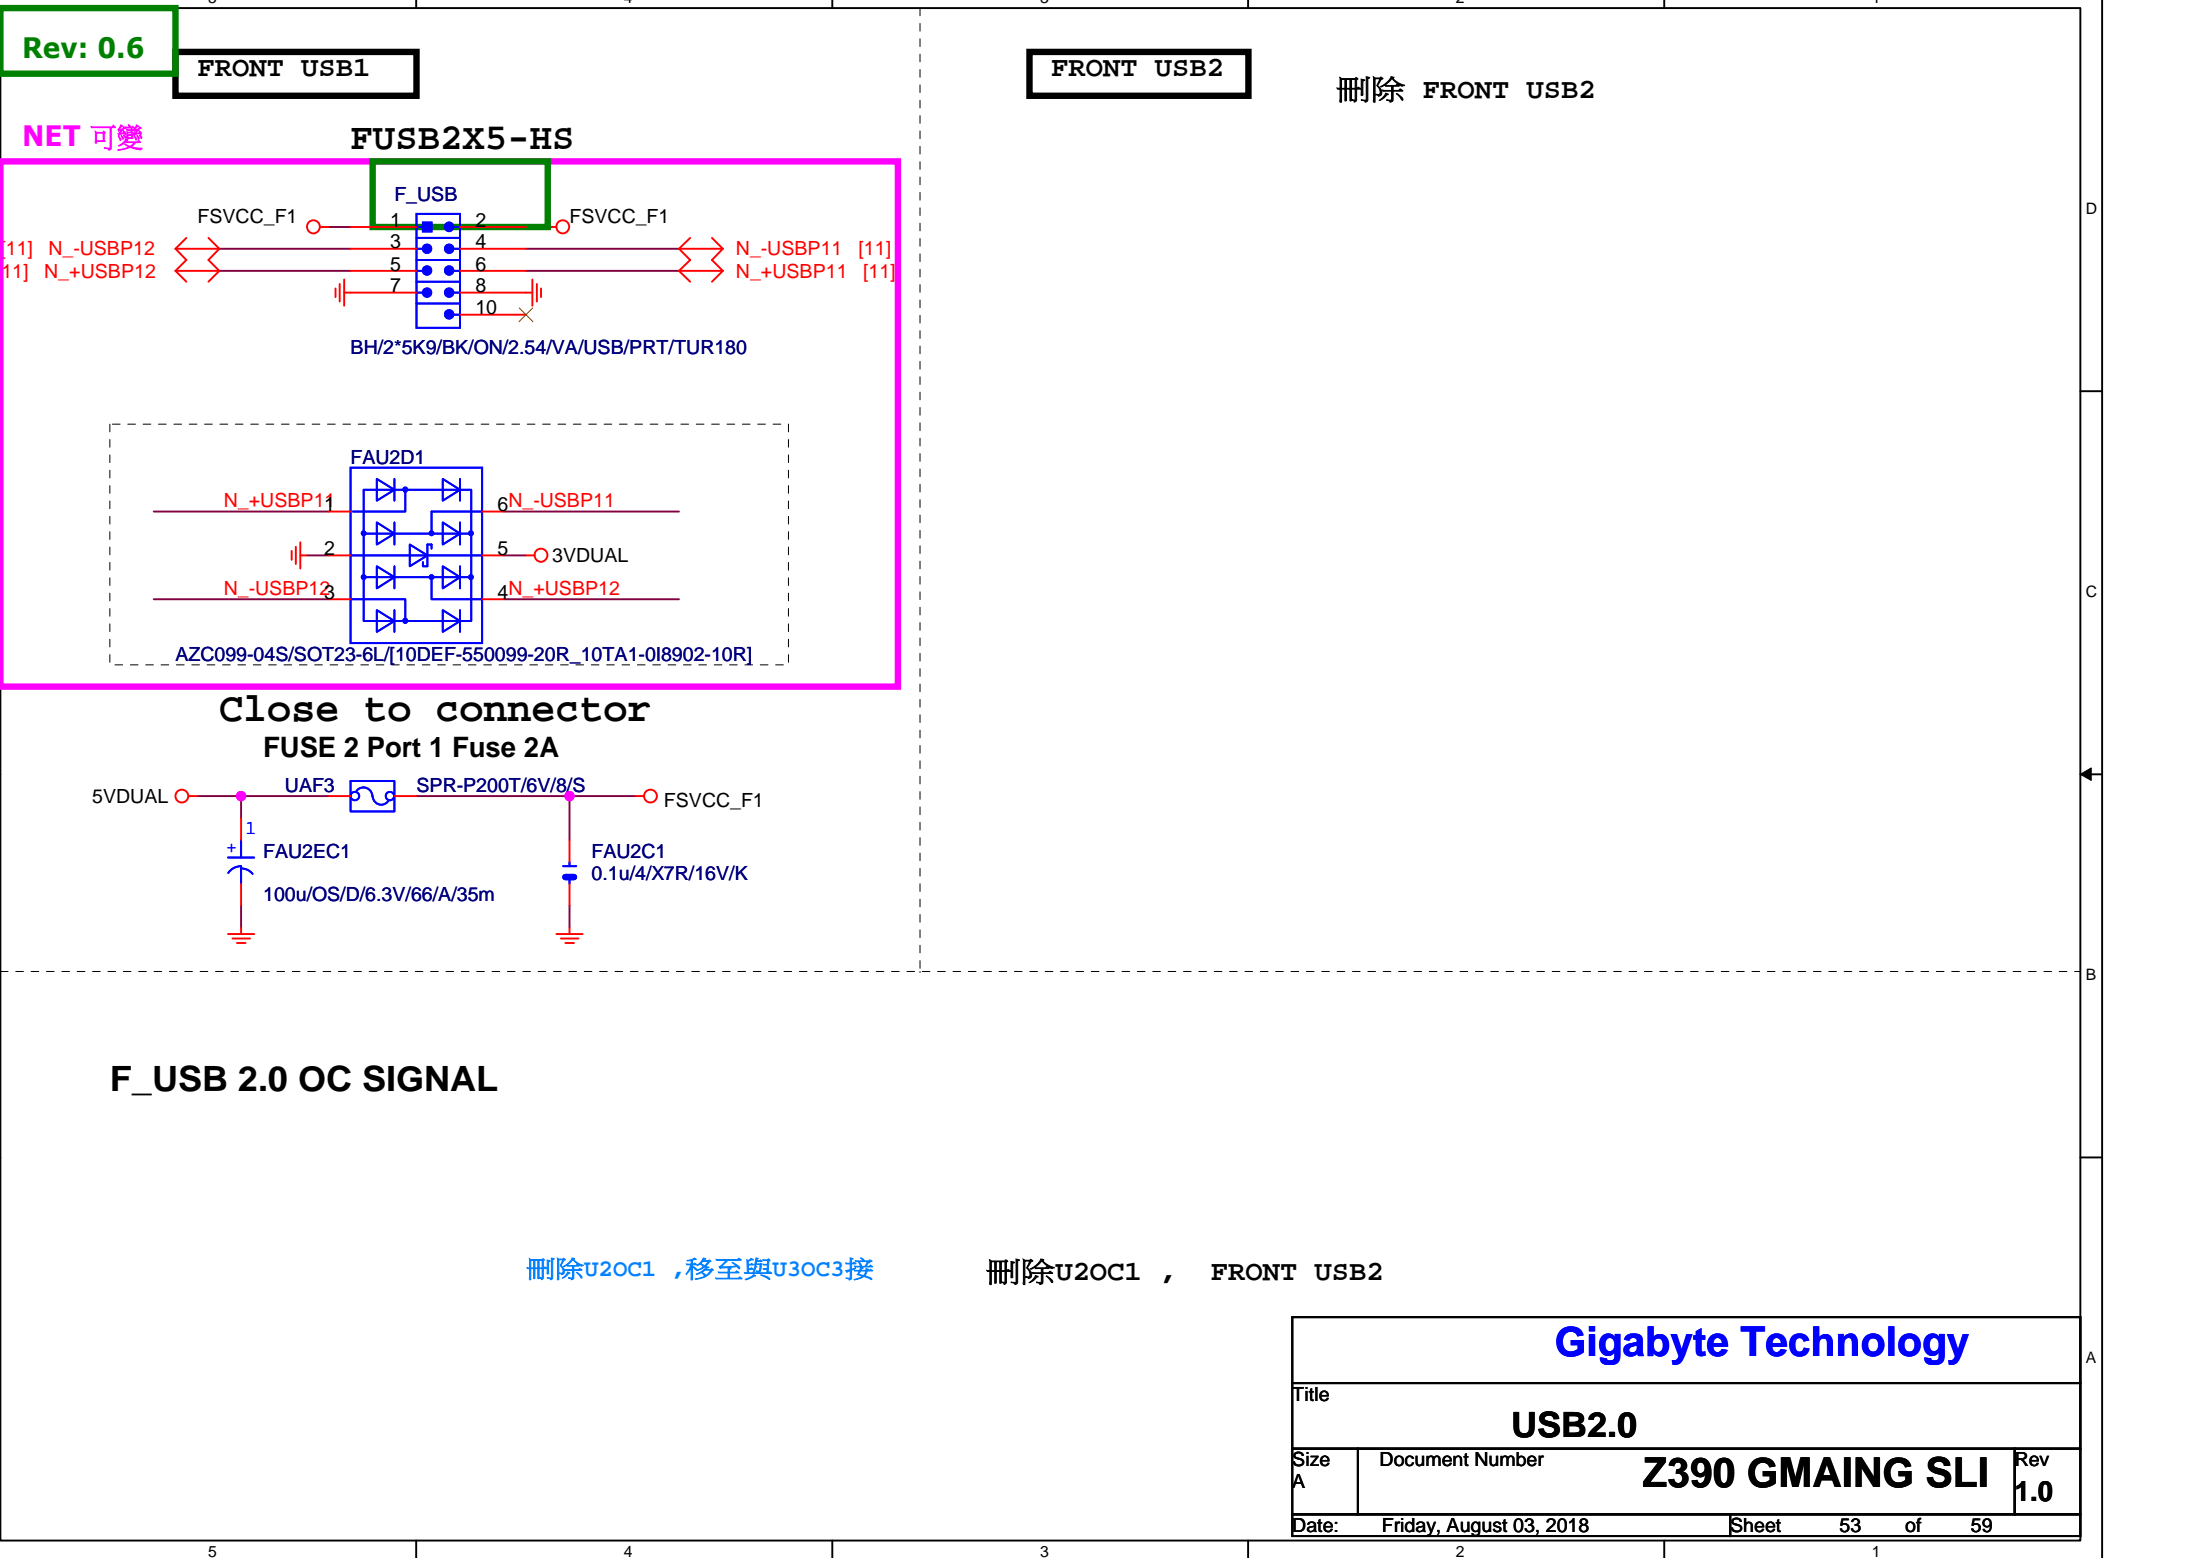 5 4 3 2 1
Rev: 0.6
FRONT USB1
FRONT USB2
刪除 FRONT USB2
NET 可變
FUSB2X5-HS
F_USB
FSVCC_F1 1 2 FSVCC_F1
11] N_-USBP12 3 4 N_-USBP11 [11]
11] N_+USBP12 5 6 N_+USBP11 [11]
7 8
10
BH/2*5K9/BK/ON/2.54/VA/USB/PRT/TUR180
D
FAU2D1
N_+USBP11 1 6 N_-USBP11
2 5 3VDUAL
N_-USBP12 3 4 N_+USBP12
AZC099-04S/SOT23-6L/[10DEF-550099-20R_10TA1-0I8902-10R]
C
Close to connector
FUSE 2 Port 1 Fuse 2A
5VDUAL UAF3 SPR-P200T/6V/8/S FSVCC_F1
1
+ FAU2EC1
100u/OS/D/6.3V/66/A/35m
FAU2C1
0.1u/4/X7R/16V/K
B
F_USB 2.0 OC SIGNAL
刪除U2OC1 ,移至與U3OC3接
刪除U2OC1 , FRONT USB2
Gigabyte Technology
A
Title
USB2.0
Size
A
Document Number
Z390 GMAING SLI
Rev
1.0
Date: Friday, August 03, 2018 Sheet 53 of 59
5 4 3 2 1